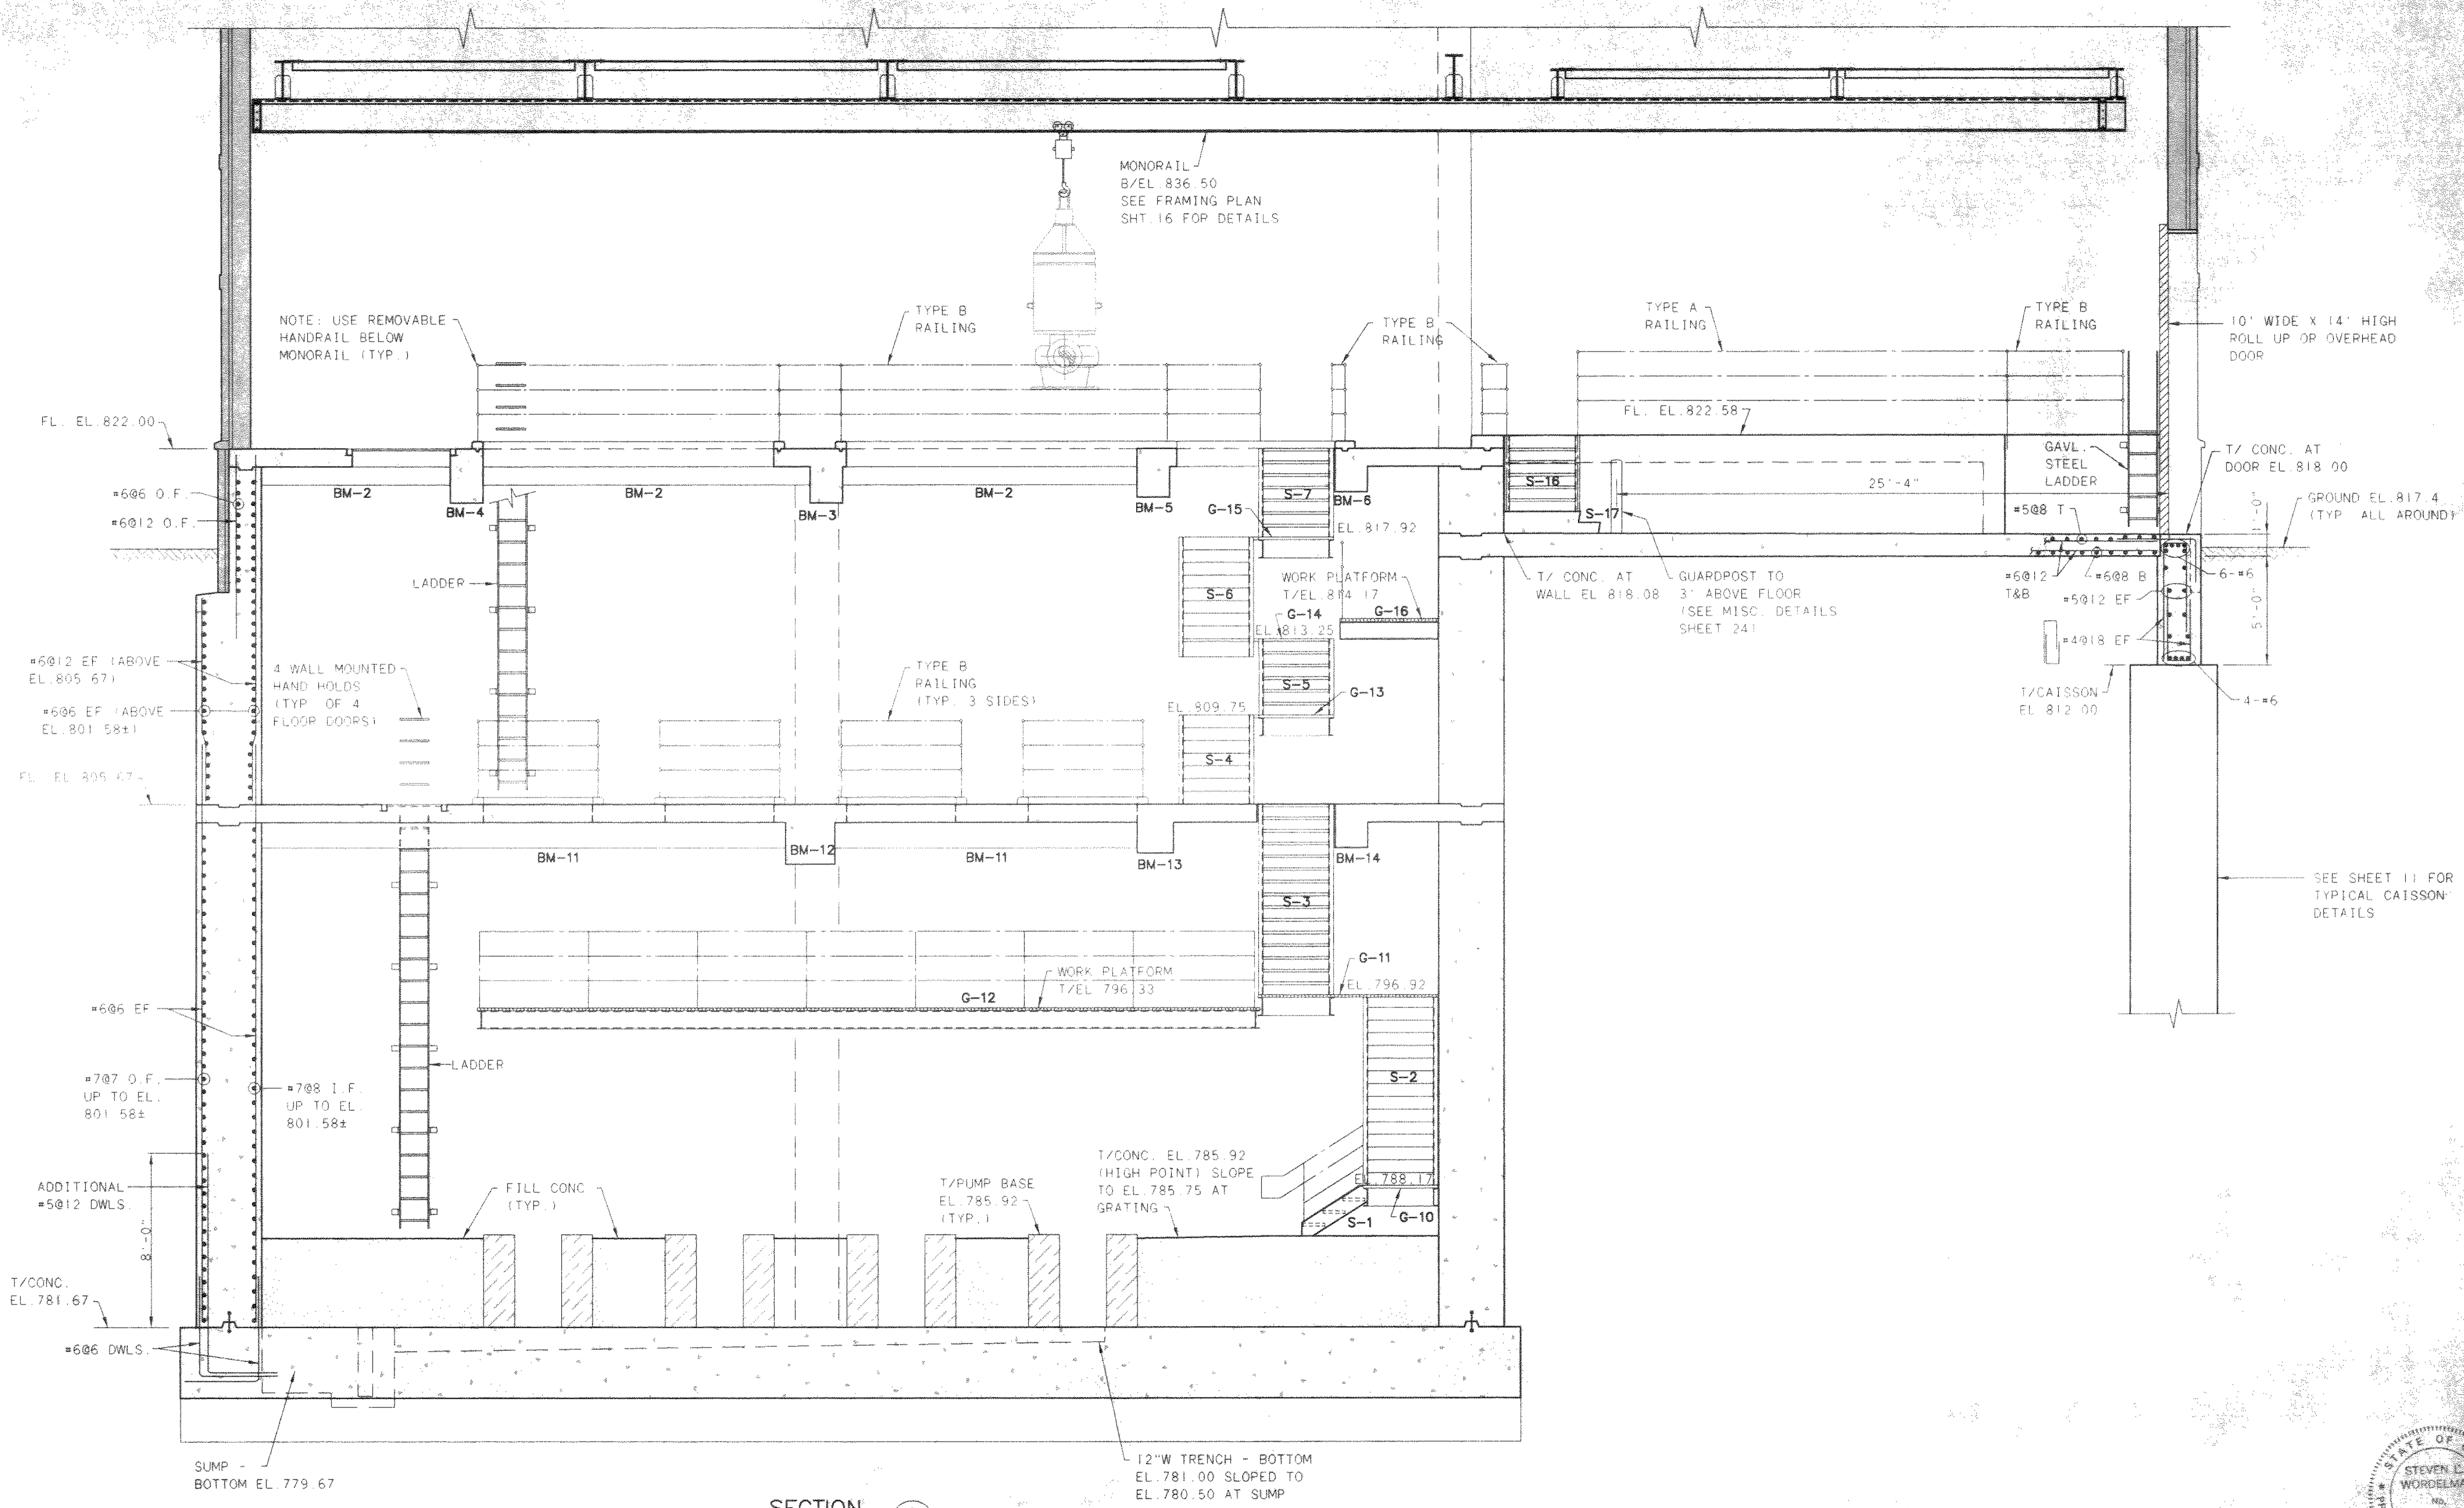 MONORAIL
B/EL.836.50
SEE FRAMING PLAN
SHT.16 FOR DETAILS
NOTE: USE REMOVABLE
HANDRAIL BELOW
MONORAIL (TYP.)
TYPE B
RAILING
TYPE B
RAILING
TYPE A
RAILING
TYPE B
RAILING
10' WIDE X 14' HIGH
ROLL UP OR OVERHEAD
DOOR
FL. EL.822.00
FL. EL.822.58
GAVL.
STEEL
LADDER
T/ CONC. AT
DOOR EL.818 00
#6@6 O.F.
#6@12 O.F.
BM-2
BM-4
BM-2
BM-3
BM-2
BM-5
S-7
BM-6
G-15
EL.817.92
S-16
S-17
25'-4"
#5@8 T
1'-0"
GROUND EL.817.4
(TYP ALL AROUND)
LADDER
S-6
WORK PLATFORM
T/EL.814 17
G-14
EL.813.25
G-16
T/ CONC. AT
WALL EL 818.08
GUARDPOST TO
3' ABOVE FLOOR
(SEE MISC. DETAILS
SHEET 24)
#6@12
T&B
#6@8 B
#5@12 EF
6-#6
5'-0"
#4@18 EF
#6@12 EF (ABOVE
EL.805 67)
4 WALL MOUNTED
HAND HOLDS
(TYP OF 4
FLOOR DOORS)
TYPE B
RAILING
(TYP. 3 SIDES)
S-5
G-13
EL.809.75
T/CAISSON
EL 812 00
4-#6
#6@6 EF (ABOVE
EL.801 58±)
S-4
FL. EL 805.67
BM-11
BM-12
BM-11
BM-13
BM-14
S-3
SEE SHEET 11 FOR
TYPICAL CAISSON
DETAILS
WORK PLATFORM
T/EL 796 33
G-12
G-11
EL.796.92
#6@6 EF
LADDER
#7@7 O.F.
UP TO EL.
801 58±
#7@8 I.F.
UP TO EL.
801.58±
S-2
T/CONC. EL.785.92
(HIGH POINT) SLOPE
TO EL.785.75 AT
GRATING
ADDITIONAL
#5@12 DWLS.
FILL CONC
(TYP.)
T/PUMP BASE
EL.785.92
(TYP.)
EL.788.17
S-1
G-10
8'-0"
T/CONC.
EL.781.67
#6@6 DWLS.
SUMP -
BOTTOM EL.779.67
12"W TRENCH - BOTTOM
EL.781.00 SLOPED TO
EL.780.50 AT SUMP
SECTION
STATE OF
STEVEN